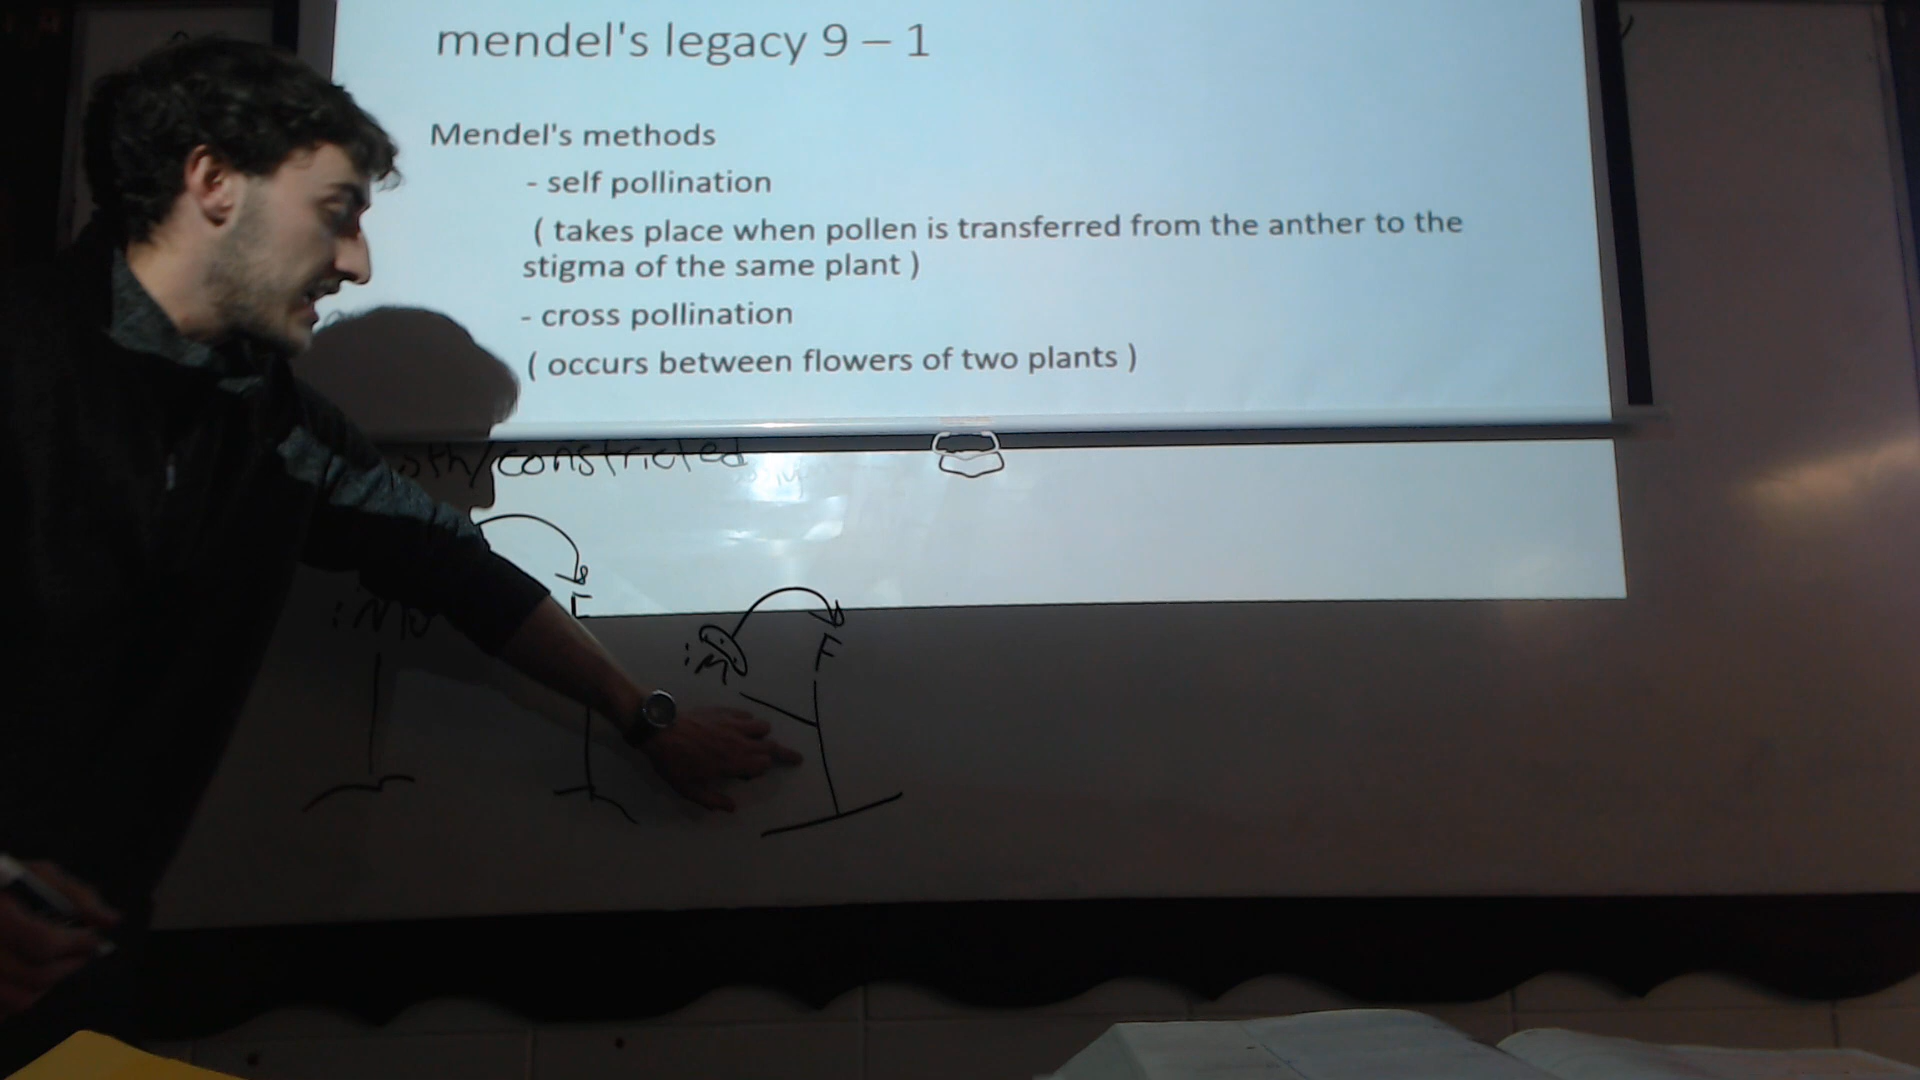 mendel's legacy 9 – 1
Mendel's methods
- self pollination
( takes place when pollen is transferred from the anther to the
stigma of the same plant )
- cross pollination
( occurs between flowers of two plants )
/constricted
M
F